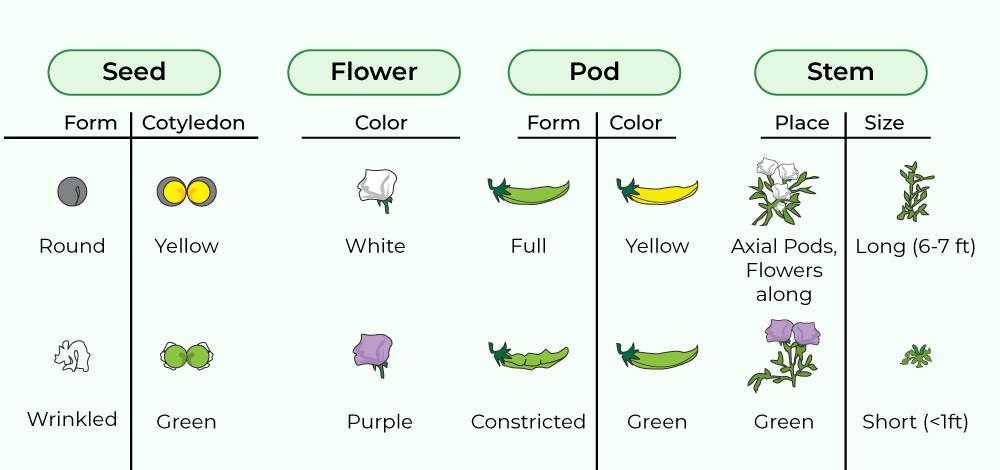 Seed
Flower
Pod
Stem
Form
Cotyledon
Color
Form
Color
Place
Size
Round
Yellow
White
Full
Yellow
Axial Pods,
Flowers
along
Long (6-7 ft)
Wrinkled
Green
Purple
Constricted
Green
Green
Short (<1ft)